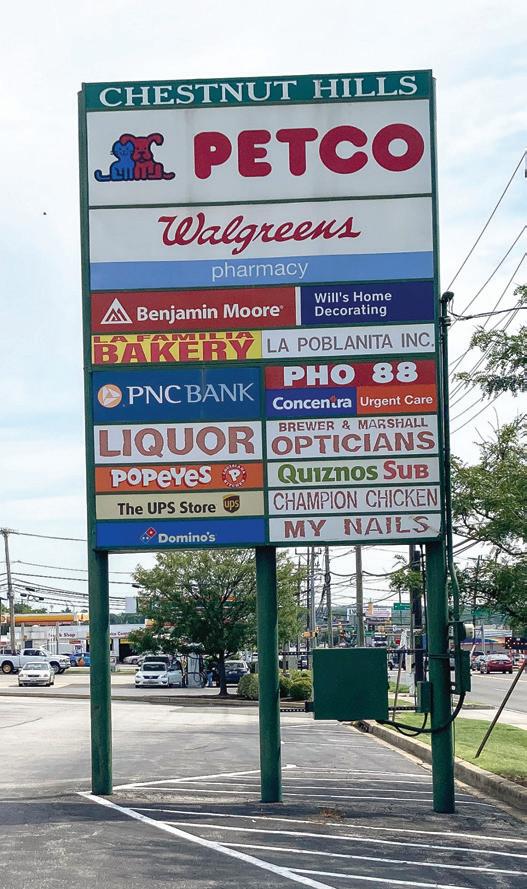 CHESTNUT HILLS
PETCO
Walgreens
pharmacy
Benjamin Moore®
Will's Home
Decorating
LA FAMILIA
BAKERY
LA POBLANITA INC.
PNC BANK
PHO 88
Concentra Urgent Care
LIQUOR
BREWER & MARSHALL
OPTICIANS
POPEYES
QUIZNOS SUB
The UPS Store ups
CHAMPION CHICKEN
Domino's
MY NAILS